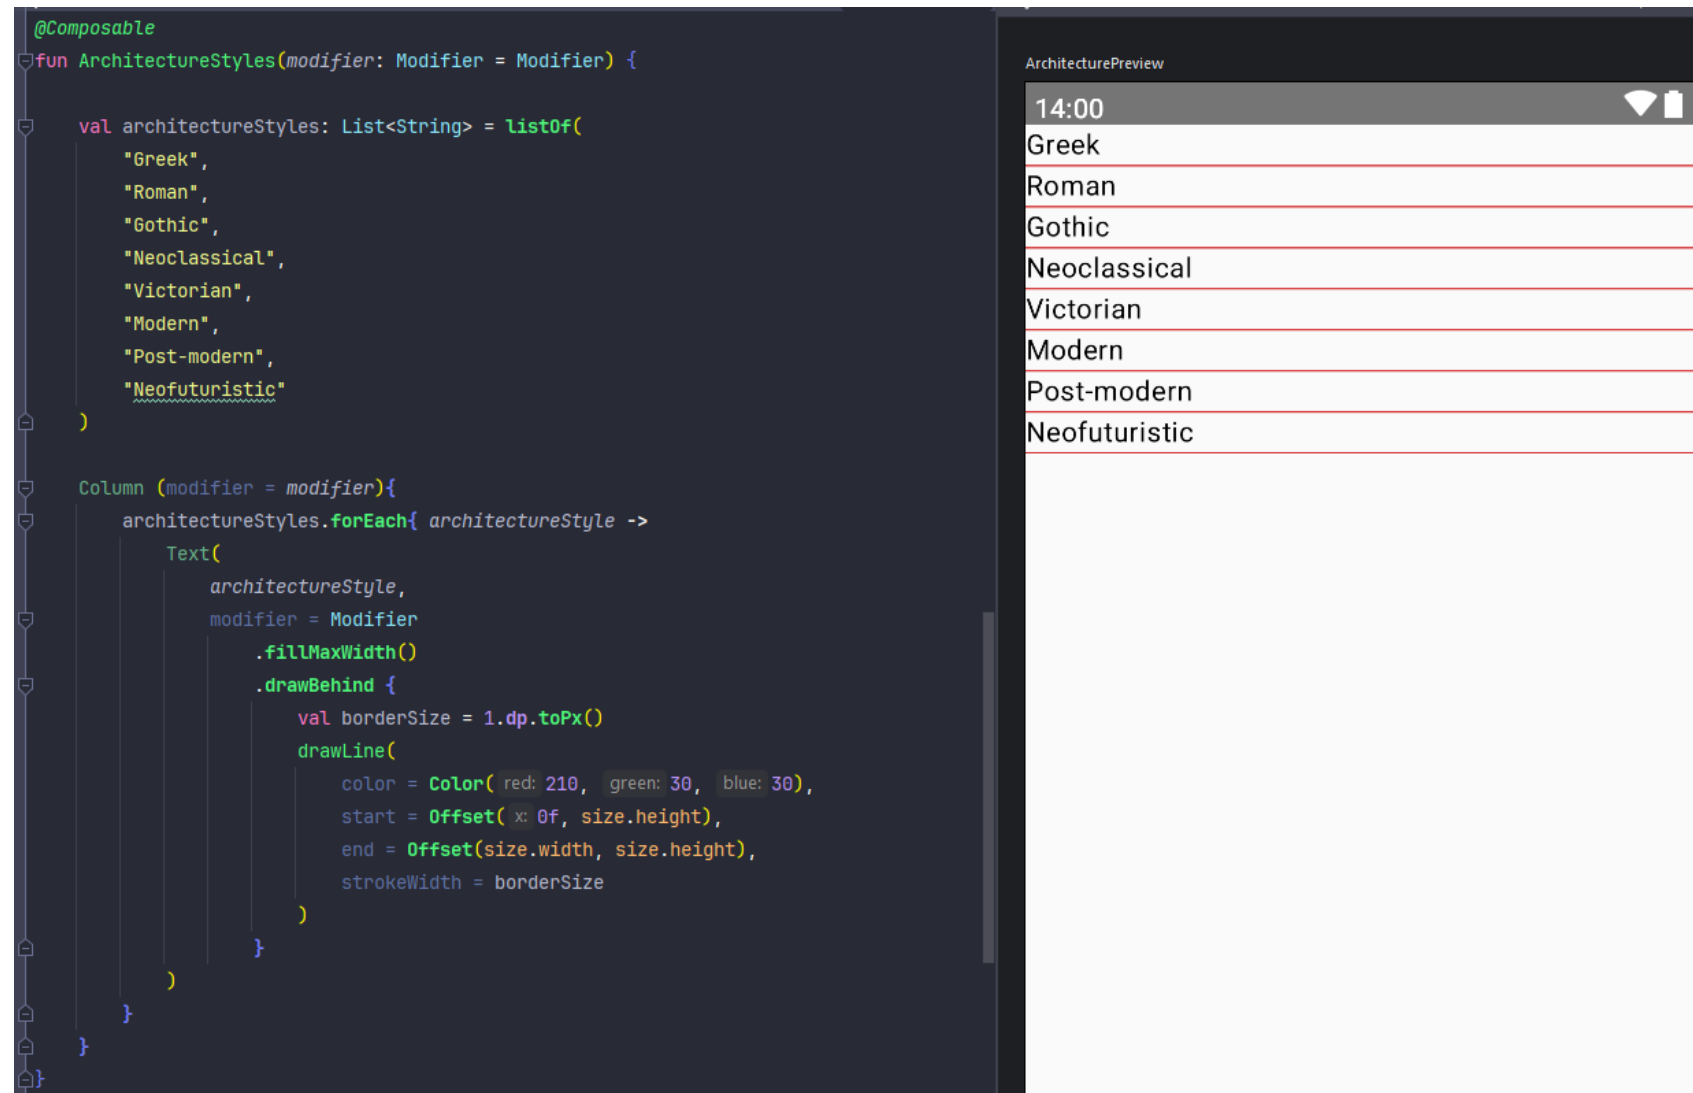 @Composable
fun ArchitectureStyles(modifier: Modifier = Modifier) {
val architectureStyles: List<String> = listOf(
"Greek",
"Roman",
"Gothic",
"Neoclassical",
"Victorian",
"Modern",
"Post-modern",
"Neofuturistic"
)
Column (modifier = modifier){
architectureStyles.forEach{ architectureStyle ->
Text(
architectureStyle,
modifier = Modifier
.fillMaxWidth()
.drawBehind {
val borderSize = 1.dp.toPx()
drawLine(
color = Color( red: 210, green: 30, blue: 30),
start = Offset( x: 0f, size.height),
end = Offset(size.width, size.height),
strokeWidth = borderSize
)
}
)
}
}
}
ArchitecturePreview
14:00
Greek
Roman
Gothic
Neoclassical
Victorian
Modern
Post-modern
Neofuturistic